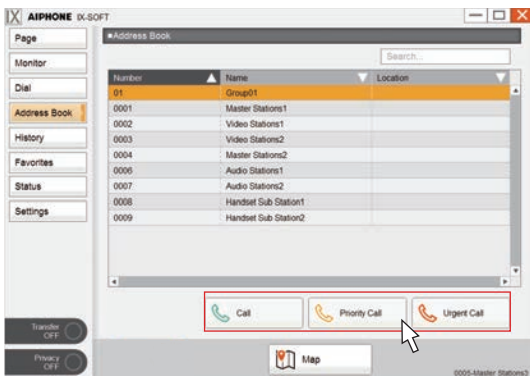 IX AIPHONE IX-SOFT
Page
Monitor
Dial
Address Book
History
Favorites
Status
Settings
Transfer
OFF
Privacy
OFF
■Address Book
Search...
Number Name Location
01 Group01
0001 Master Stations1
0002 Video Stations1
0003 Video Stations2
0004 Master Stations2
0006 Audio Stations1
0007 Audio Stations2
0008 Handset Sub Station1
0009 Handset Sub Station2
Call Priority Call Urgent Call
Map
0005-Master Stations3